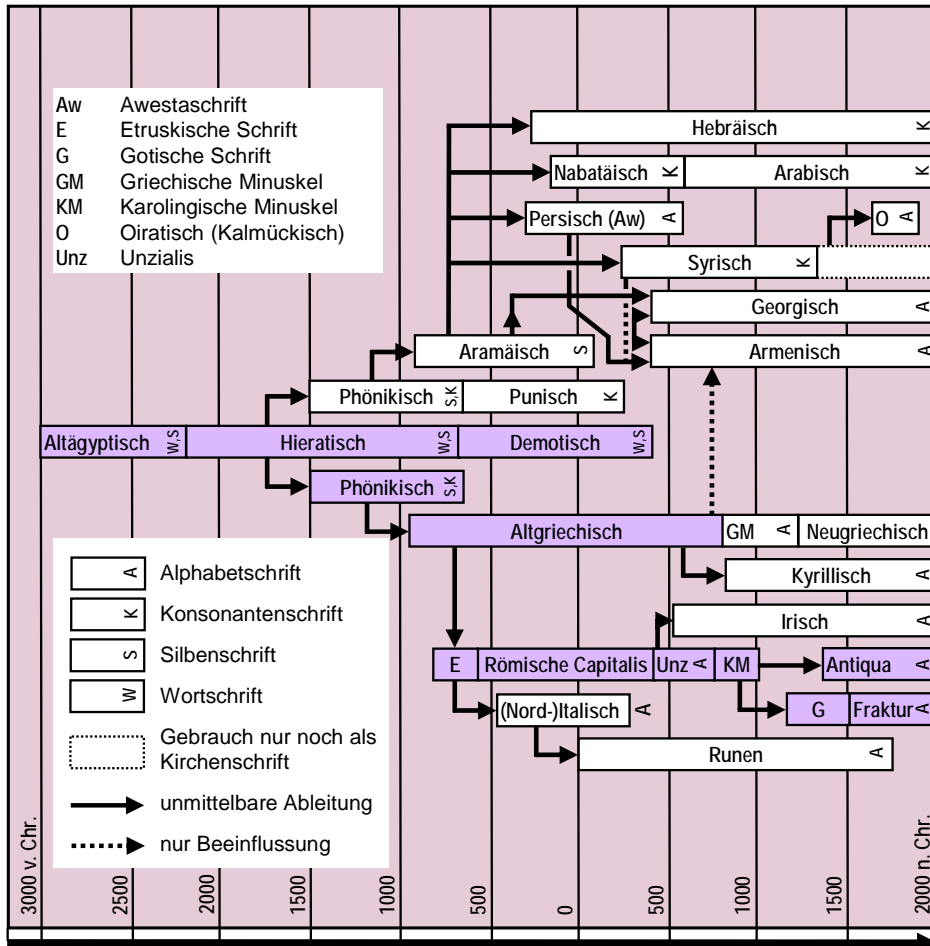 Aw Awestaschrift
E Etruskische Schrift
G Gotische Schrift
GM Griechische Minuskel
KM Karolingische Minuskel
O Oiratisch (Kalmückisch)
Unz Unzialis
Hebräisch K
Nabatäisch K Arabisch K
Persisch (Aw) A
O A
Syrisch K
Georgisch A
Aramäisch S
Armenisch A
Phönikisch S,K Punisch K
Altägyptisch W,S Hieratisch W,S Demotisch W,S
Phönikisch S,K
Altgriechisch GM A Neugriechisch
Kyrillisch A
Irisch A
E Römische Capitalis Unz A KM Antiqua A
(Nord-)Italisch A
G Fraktur A
Runen A
A Alphabetschrift
K Konsonantenschrift
S Silbenschrift
W Wortschrift
Gebrauch nur noch als
Kirchenschrift
unmittelbare Ableitung
nur Beeinflussung
3000 v. Chr.
2500
2000
1500
1000
500
0
500
1000
1500
2000 n. Chr.